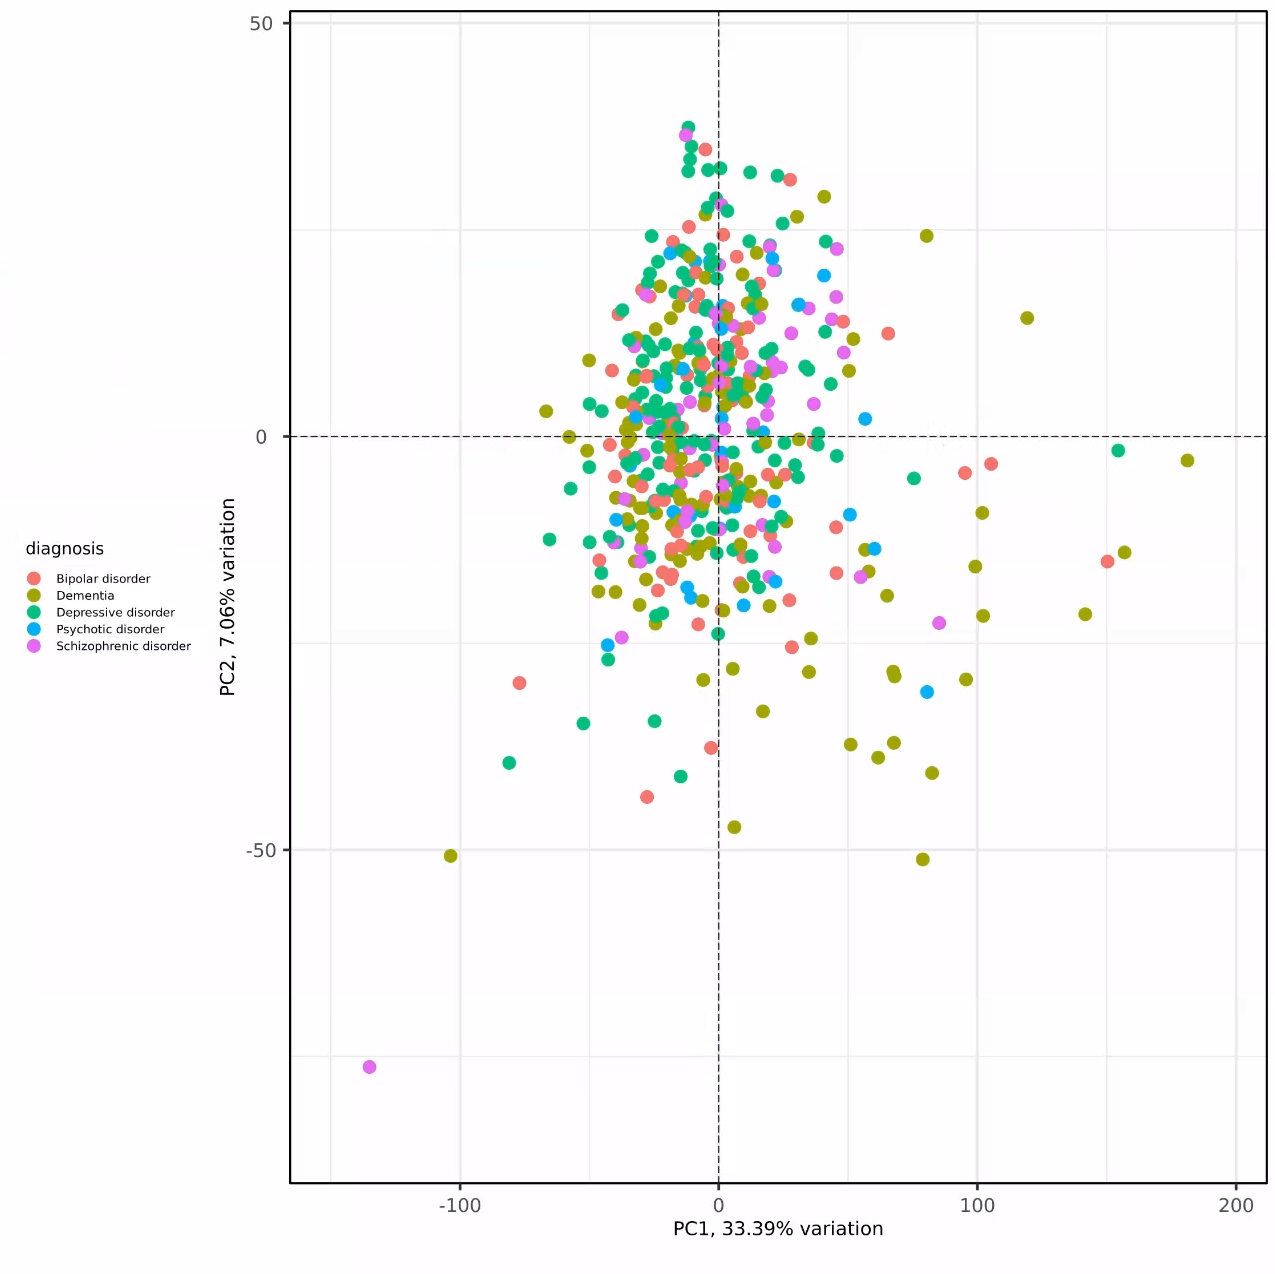 50
0
-50
-100
0
100
200
PC1, 33.39% variation
PC2, 7.06% variation
diagnosis
Bipolar disorder
Dementia
Depressive disorder
Psychotic disorder
Schizophrenic disorder